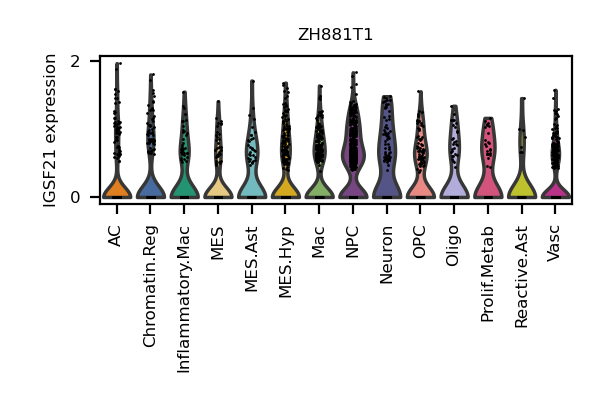 ZH881T1
IGSF21 expression
2
0
AC
Chromatin.Reg
Inflammatory.Mac
MES
MES.Ast
MES.Hyp
Mac
NPC
Neuron
OPC
Oligo
Prolif.Metab
Reactive.Ast
Vasc